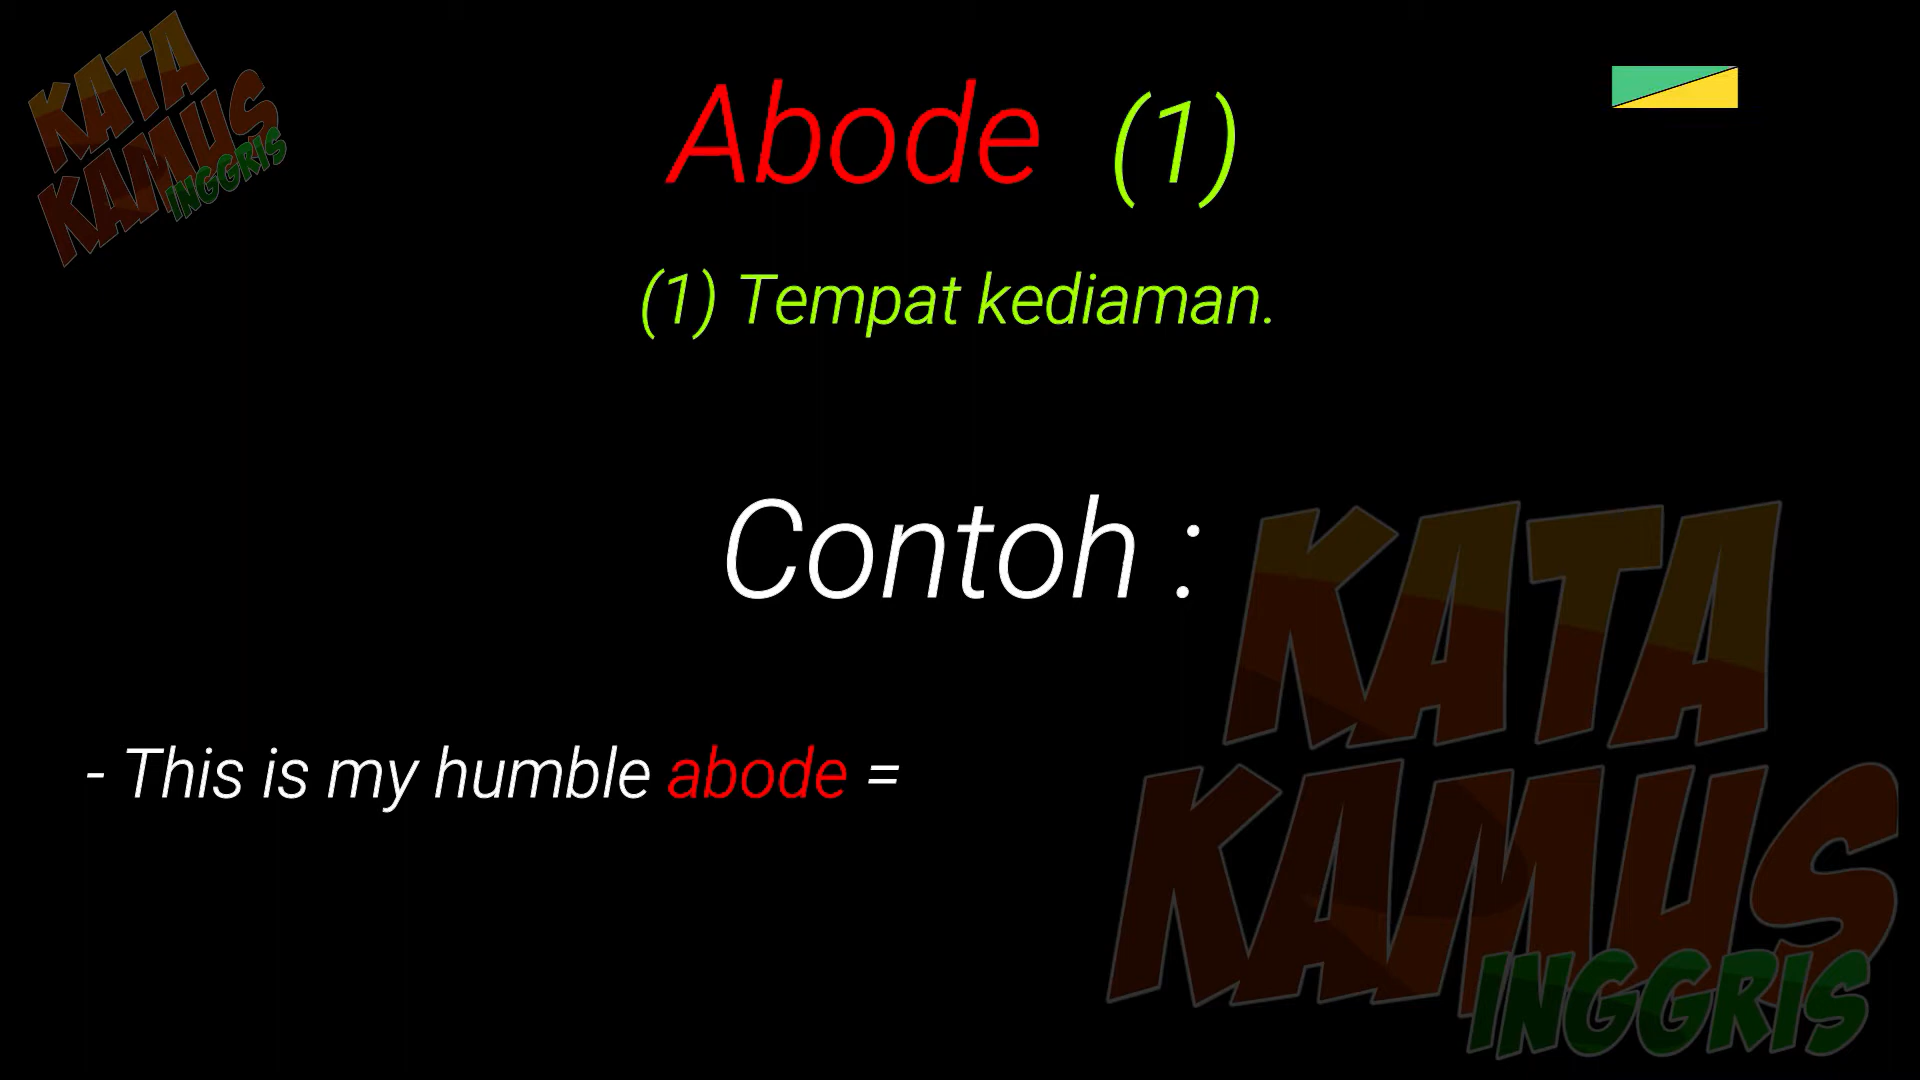 KATA
KAMUS
INGGRIS
Abode (1)
(1) Tempat kediaman.
Contoh :
- This is my humble abode =
KATA
KAMUS
INGGRIS